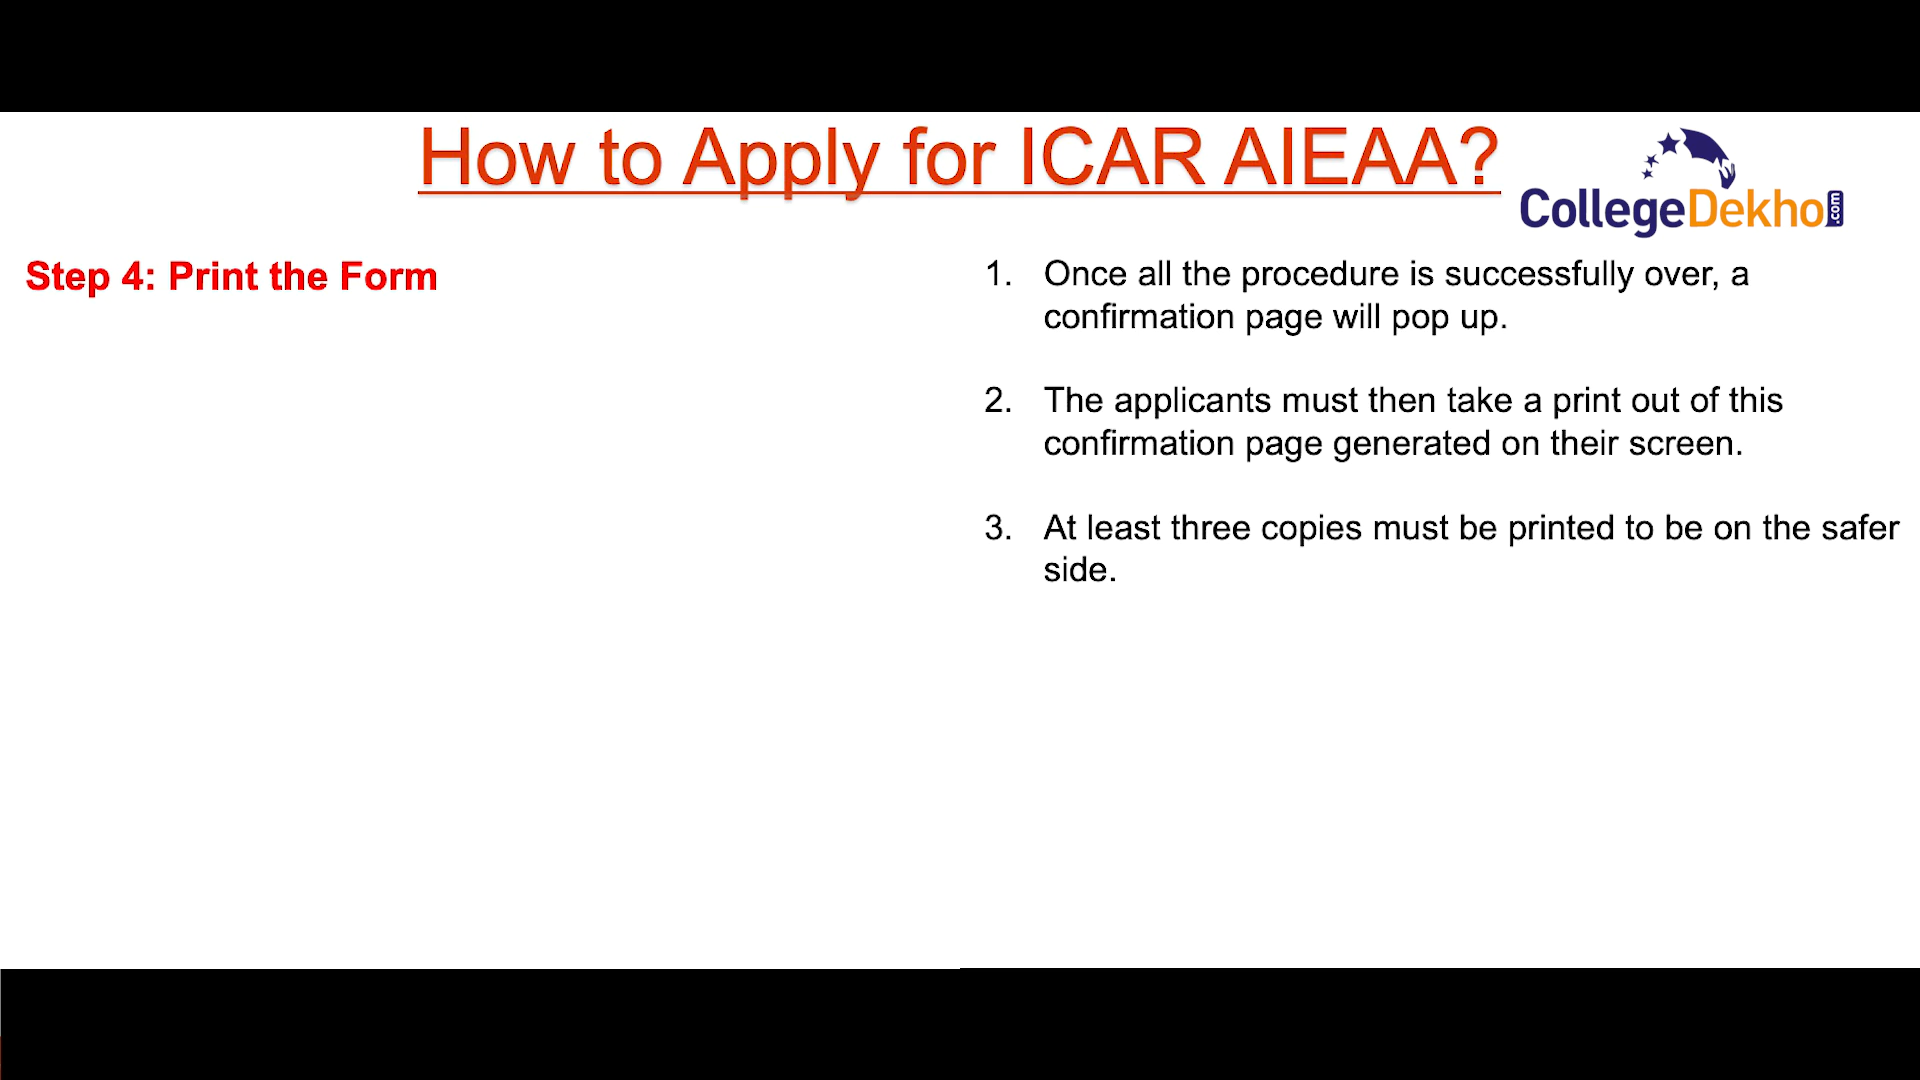 How to Apply for ICAR AIEAA?
CollegeDekho.com
Step 4: Print the Form
1. Once all the procedure is successfully over, a
confirmation page will pop up.
2. The applicants must then take a print out of this
confirmation page generated on their screen.
3. At least three copies must be printed to be on the safer
side.